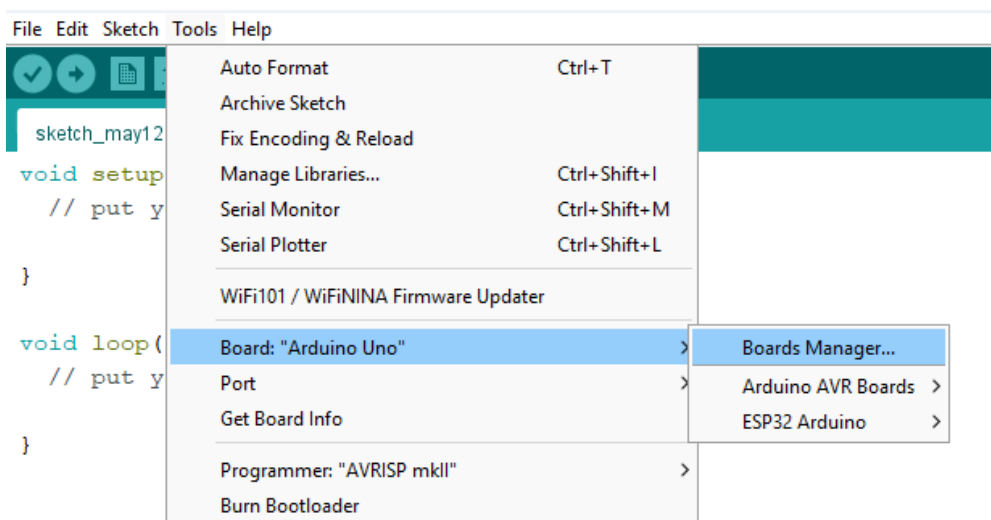 File Edit Sketch Tools Help
Auto Format Ctrl+T
Archive Sketch
sketch_may12
Fix Encoding & Reload
void setup
Manage Libraries... Ctrl+Shift+I
// put y
Serial Monitor Ctrl+Shift+M
Serial Plotter Ctrl+Shift+L
}
WiFi101 / WiFiNINA Firmware Updater
void loop(
Board: "Arduino Uno"
Boards Manager...
// put y
Port
Arduino AVR Boards
Get Board Info
ESP32 Arduino
}
Programmer: "AVRISP mkII"
Burn Bootloader